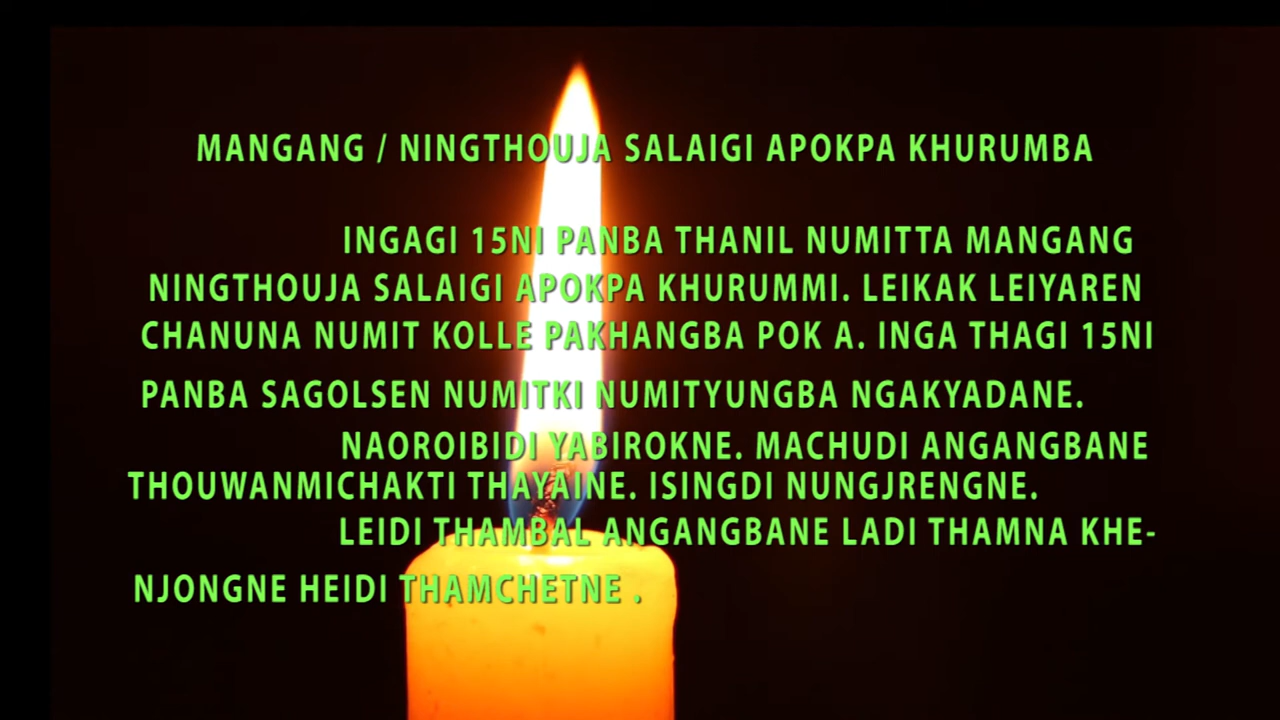 MANGANG / NINGTHOUJA SALAIGI APOKPA KHURUMBA
INGAGI 15NI PANBA THANIL NUMITTA MANGANG
NINGTHOUJA SALAIGI APOKPA KHURUMMI. LEIKAK LEIYAREN
CHANUNA NUMIT KOLLE PAKHANGBA POK A. INGA THAGI 15NI
PANBA SAGOLSEN NUMITKI NUMITYUNGBA NGAKYADANE.
NAOROIBIDI YABIROKNE. MACHUDI ANGANGBANE
THOUWANMICHAKTI THAYAINE. ISINGDI NUNGJRENGNE.
LEIDI THAMBAL ANGANGBANE LADI THAMNA KHE-
NJONGNE HEIDI THAMCHETNE .